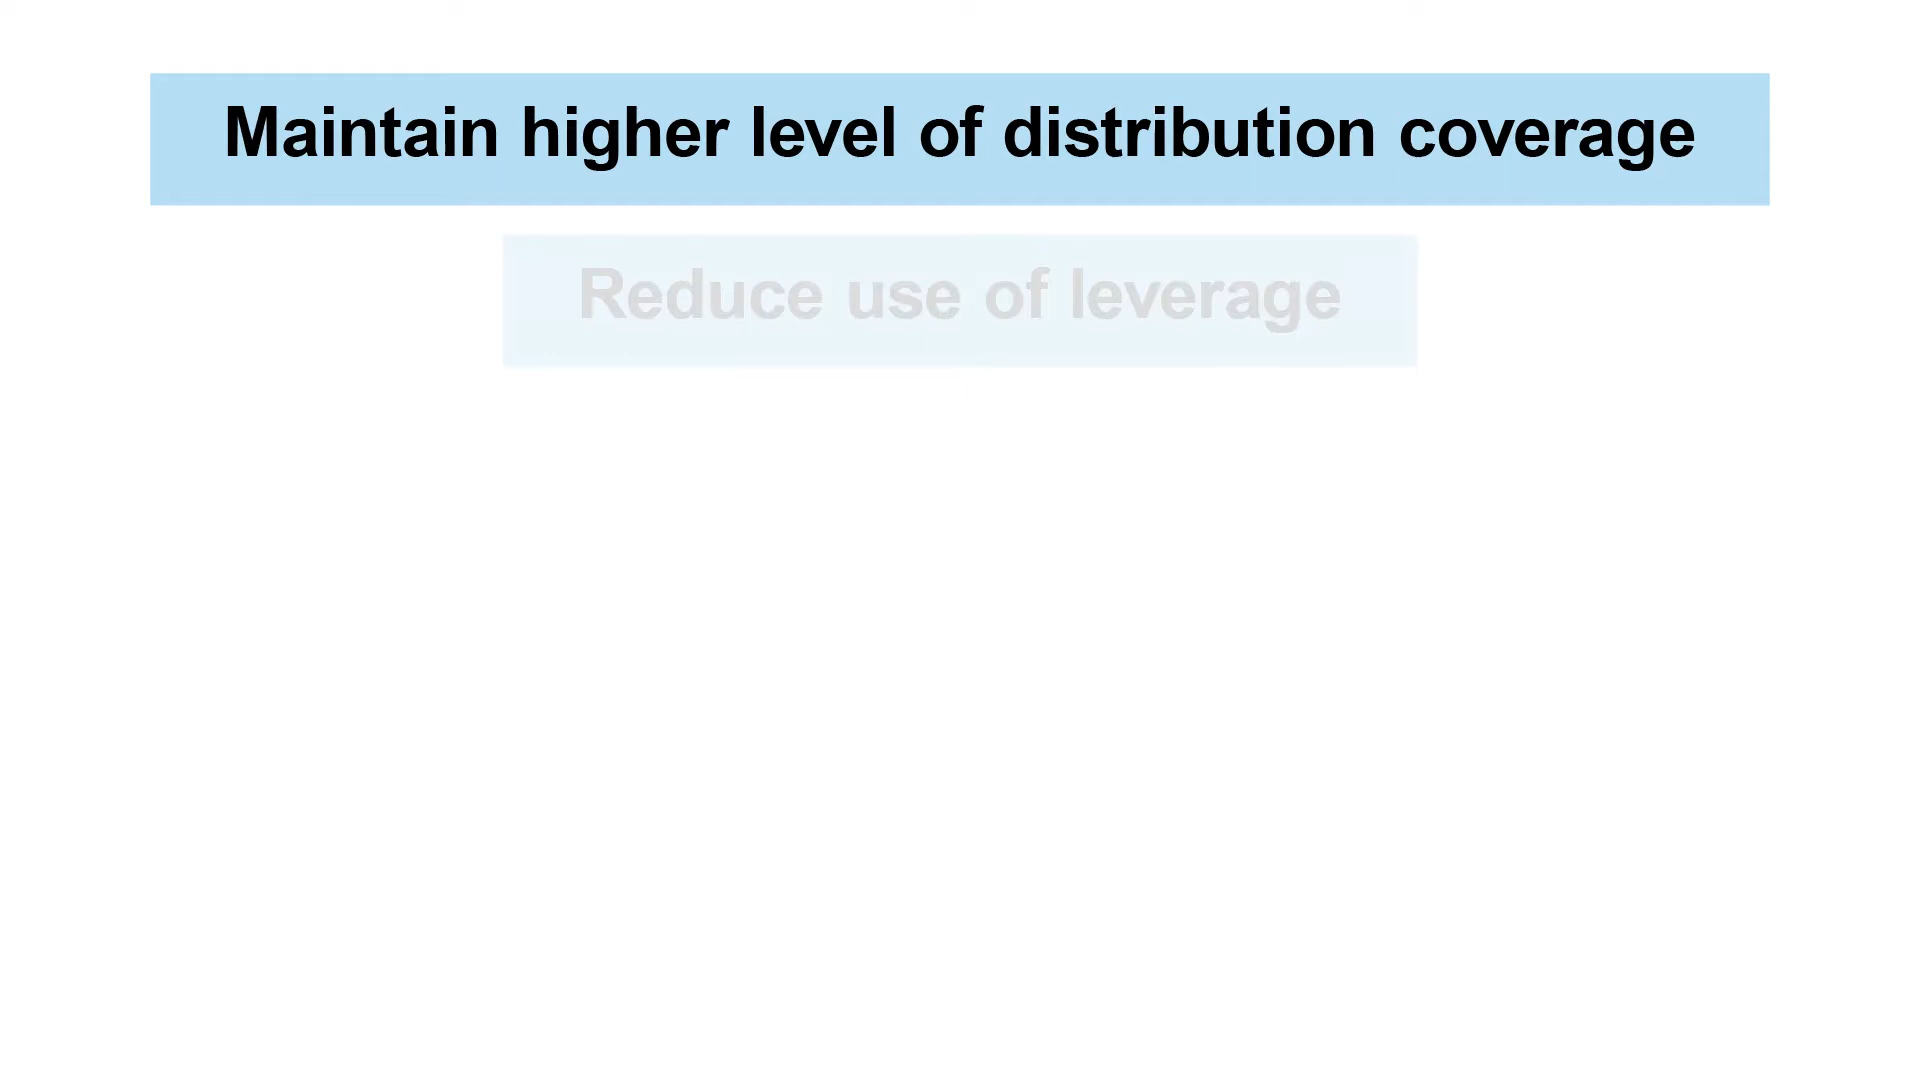 Maintain higher level of distribution coverage
Reduce use of leverage